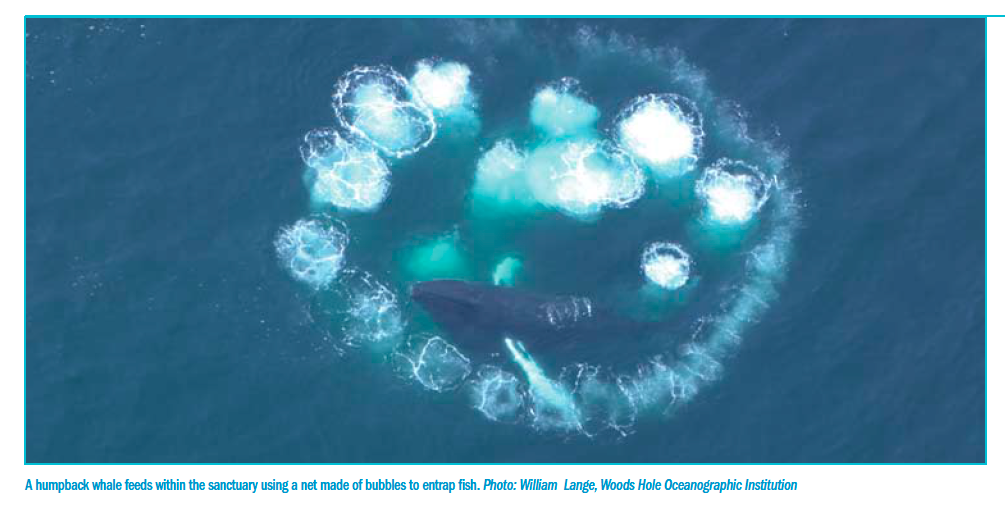 A humpback whale feeds within the sanctuary using a net made of bubbles to entrap fish. Photo: William Lange, Woods Hole Oceanographic Institution